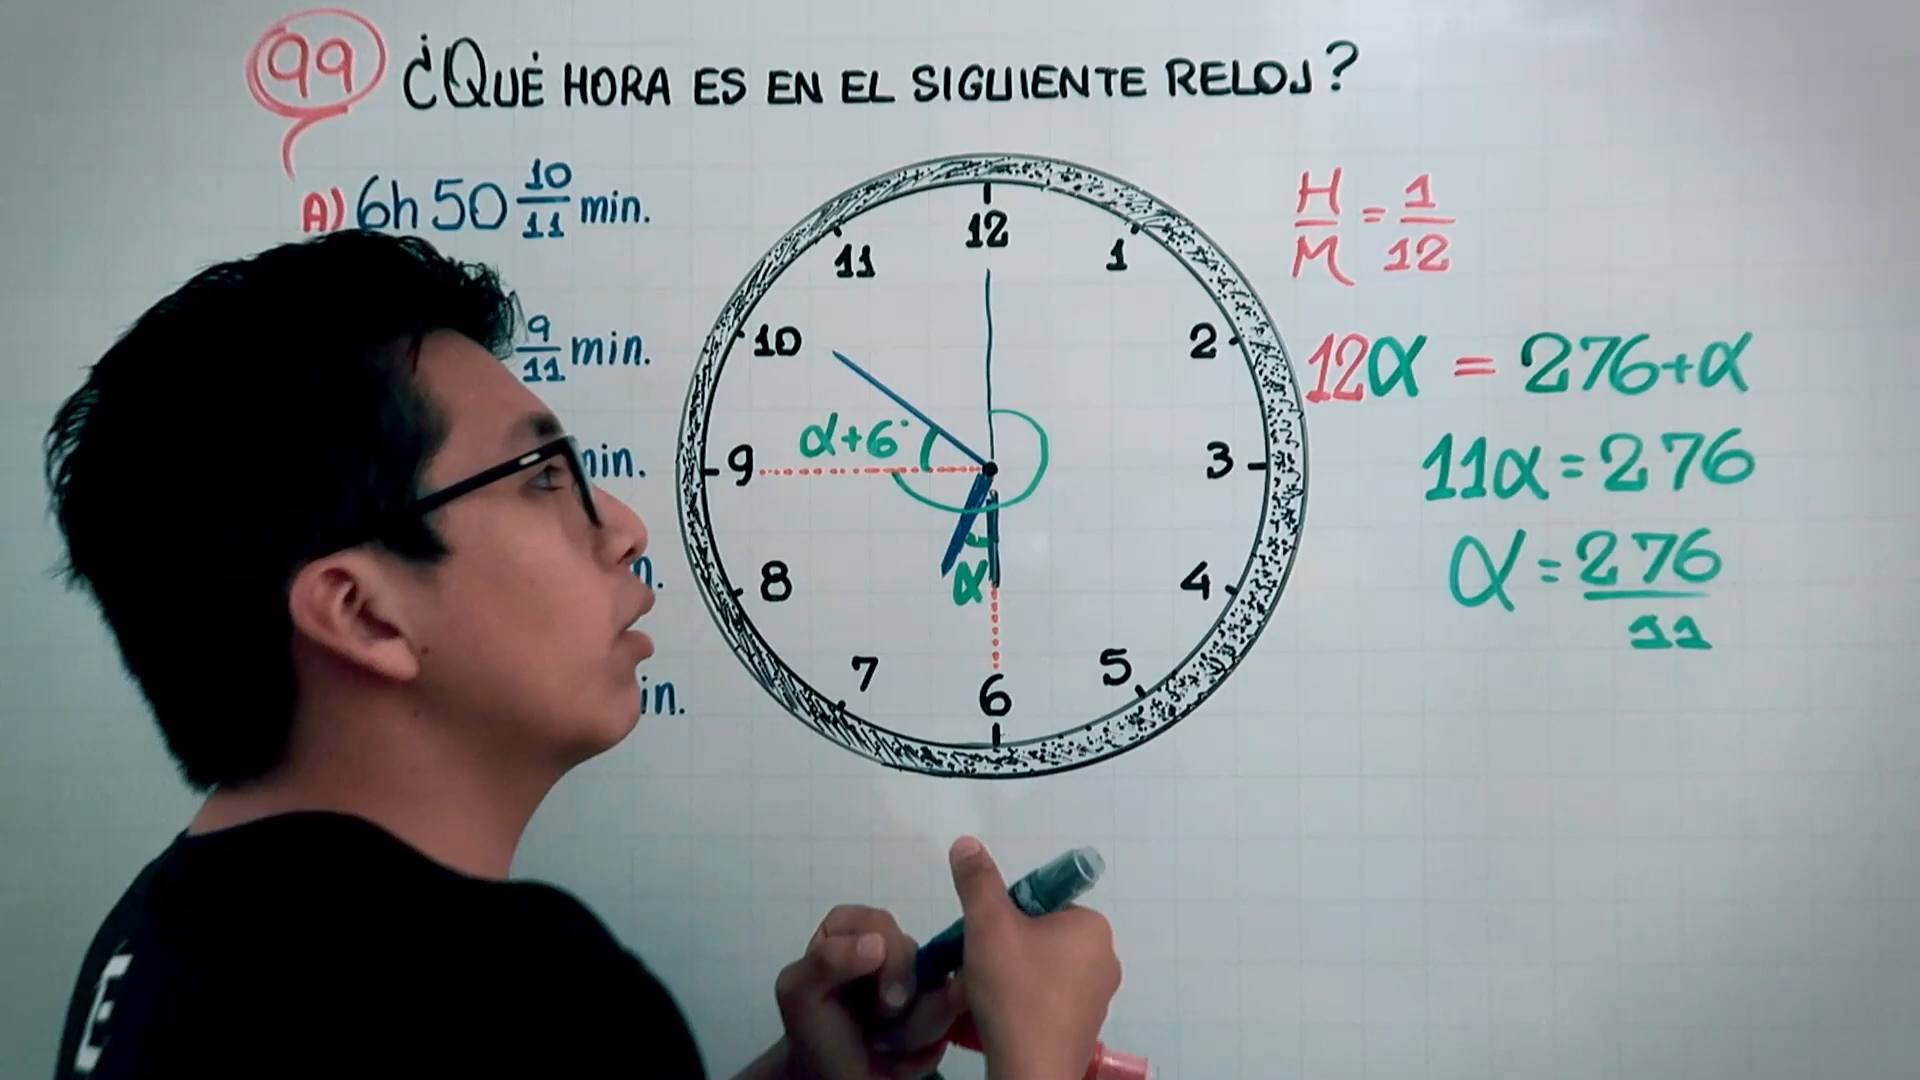 99 ¿QUÉ HORA ES EN EL SIGUIENTE RELOJ?
A) 6h 50 10/11 min.
9/11 min.
min.
n.
in.
12
1
2
3
4
5
6
7
8
9
10
11
α+6°
α
H/M = 1/12
12α = 276+α
11α = 276
α = 276/11
E